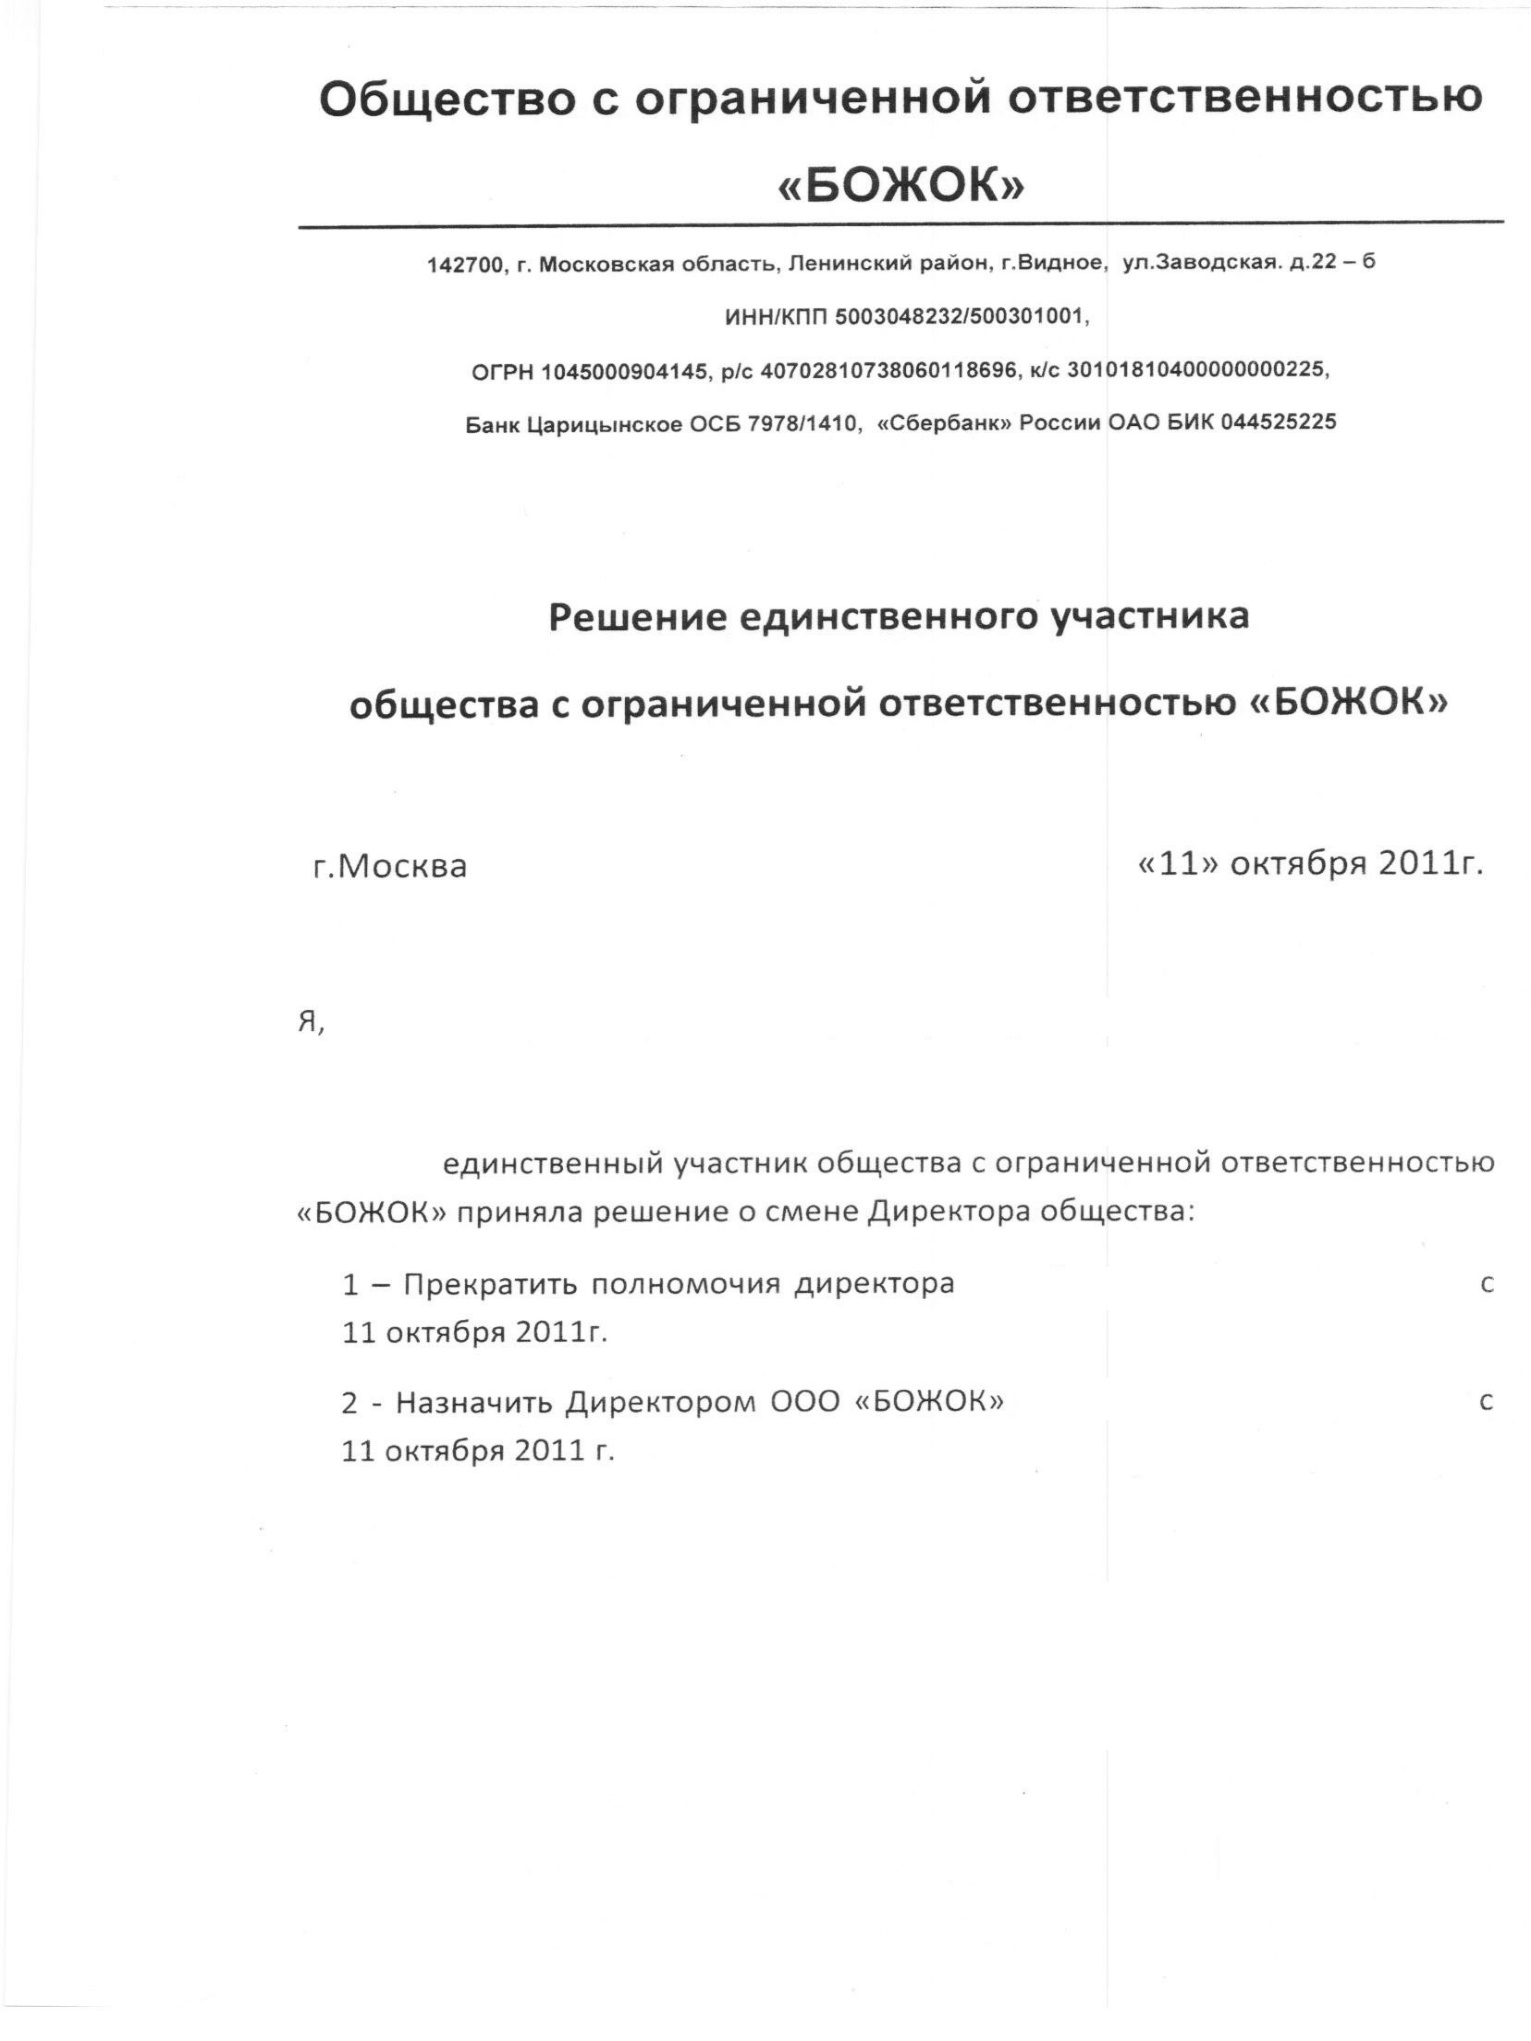 Общество с ограниченной ответственностью
«БОЖОК»
142700, г. Московская область, Ленинский район, г.Видное, ул.Заводская. д.22 – б
ИНН/КПП 5003048232/500301001,
ОГРН 1045000904145, р/с 40702810738060118696, к/с 30101810400000000225,
Банк Царицынское ОСБ 7978/1410, «Сбербанк» России ОАО БИК 044525225
Решение единственного участника
общества с ограниченной ответственностью «БОЖОК»
г.Москва «11» октября 2011г.
Я,
единственный участник общества с ограниченной ответственностью
«БОЖОК» приняла решение о смене Директора общества:
1 – Прекратить полномочия директора с
11 октября 2011г.
2 - Назначить Директором ООО «БОЖОК» с
11 октября 2011 г.